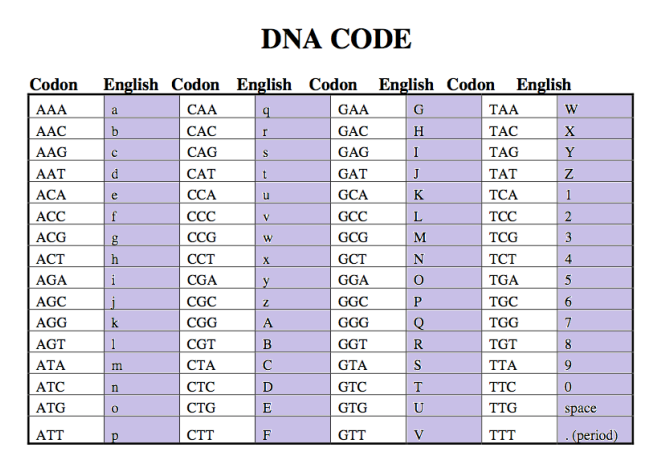 DNA CODE
Codon English Codon English Codon English Codon English
AAA a CAA q GAA G TAA W
AAC b CAC r GAC H TAC X
AAG c CAG s GAG I TAG Y
AAT d CAT t GAT J TAT Z
ACA e CCA u GCA K TCA 1
ACC f CCC v GCC L TCC 2
ACG g CCG w GCG M TCG 3
ACT h CCT x GCT N TCT 4
AGA i CGA y GGA O TGA 5
AGC j CGC z GGC P TGC 6
AGG k CGG A GGG Q TGG 7
AGT l CGT B GGT R TGT 8
ATA m CTA C GTA S TTA 9
ATC n CTC D GTC T TTC 0
ATG o CTG E GTG U TTG space
ATT p CTT F GTT V TTT . (period)